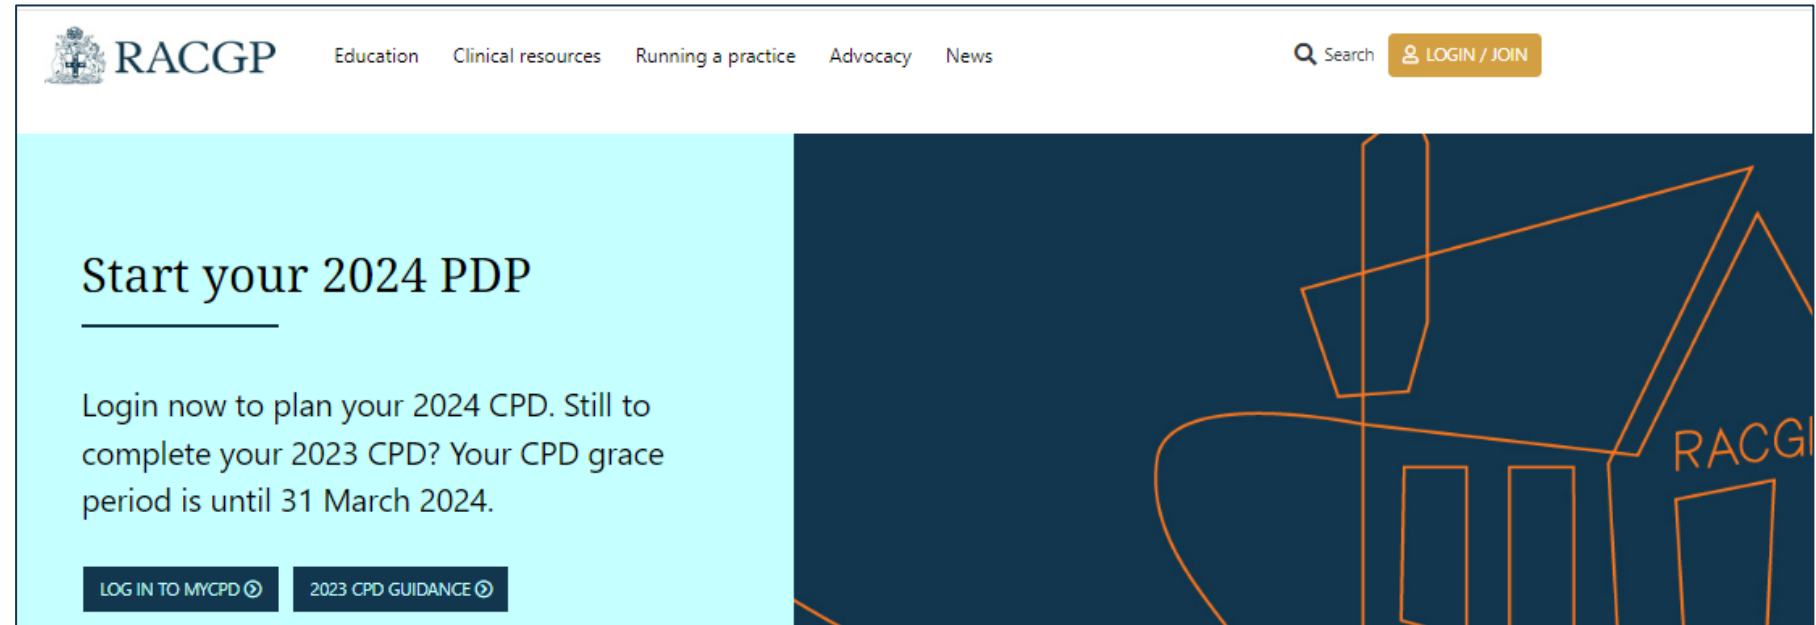 RACGP
Education Clinical resources Running a practice Advocacy News
Search LOGIN / JOIN
Start your 2024 PDP
Login now to plan your 2024 CPD. Still to
complete your 2023 CPD? Your CPD grace
period is until 31 March 2024.
LOG IN TO MYCPD 2023 CPD GUIDANCE
RACG